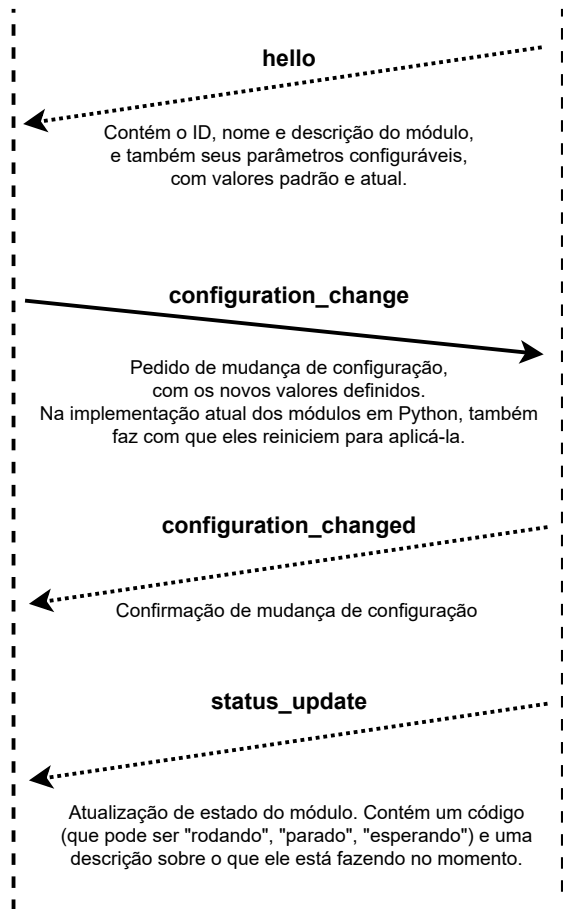 hello
Contém o ID, nome e descrição do módulo,
e também seus parâmetros configuráveis,
com valores padrão e atual.
configuration_change
Pedido de mudança de configuração,
com os novos valores definidos.
Na implementação atual dos módulos em Python, também
faz com que eles reiniciem para aplicá-la.
configuration_changed
Confirmação de mudança de configuração
status_update
Atualização de estado do módulo. Contém um código
(que pode ser "rodando", "parado", "esperando") e uma
descrição sobre o que ele está fazendo no momento.